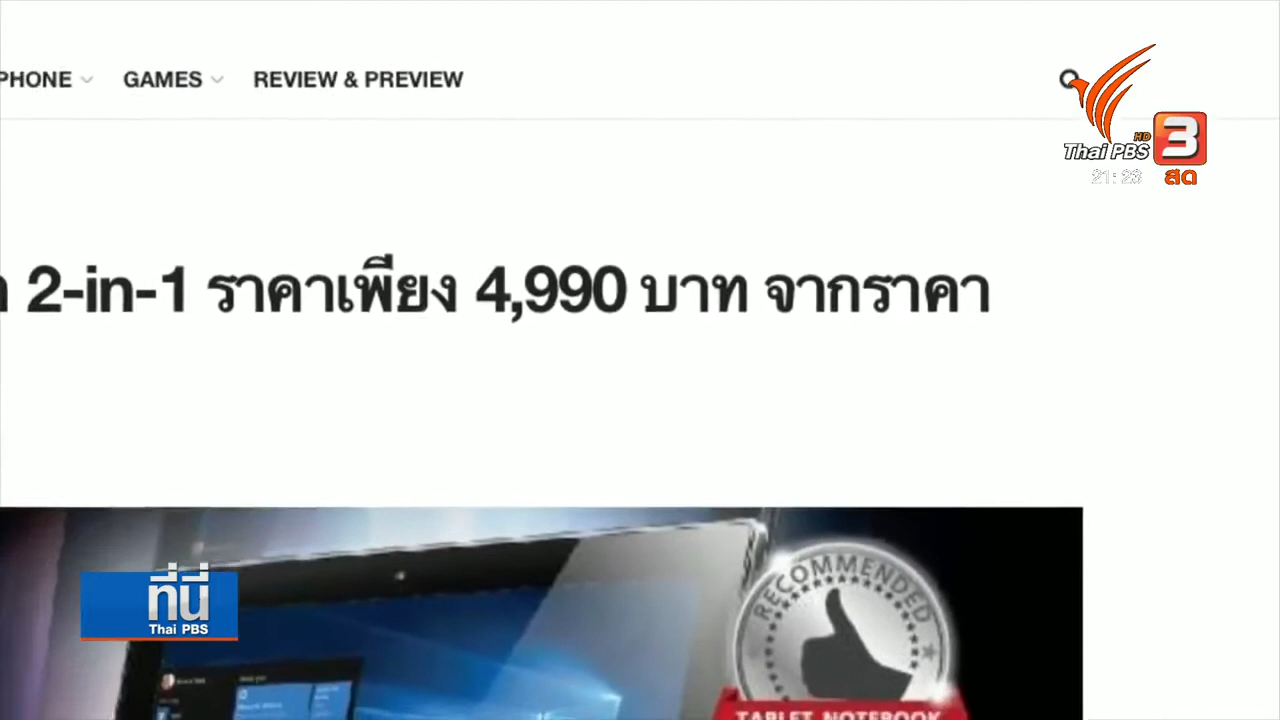 PHONE GAMES REVIEW & PREVIEW
HD
Thai PBS 3
21:23 สด
2-in-1 ราคาเพียง 4,990 บาท จากราคา
RECOMMENDED
TABLET NOTEBOOK
ที่นี่
Thai PBS